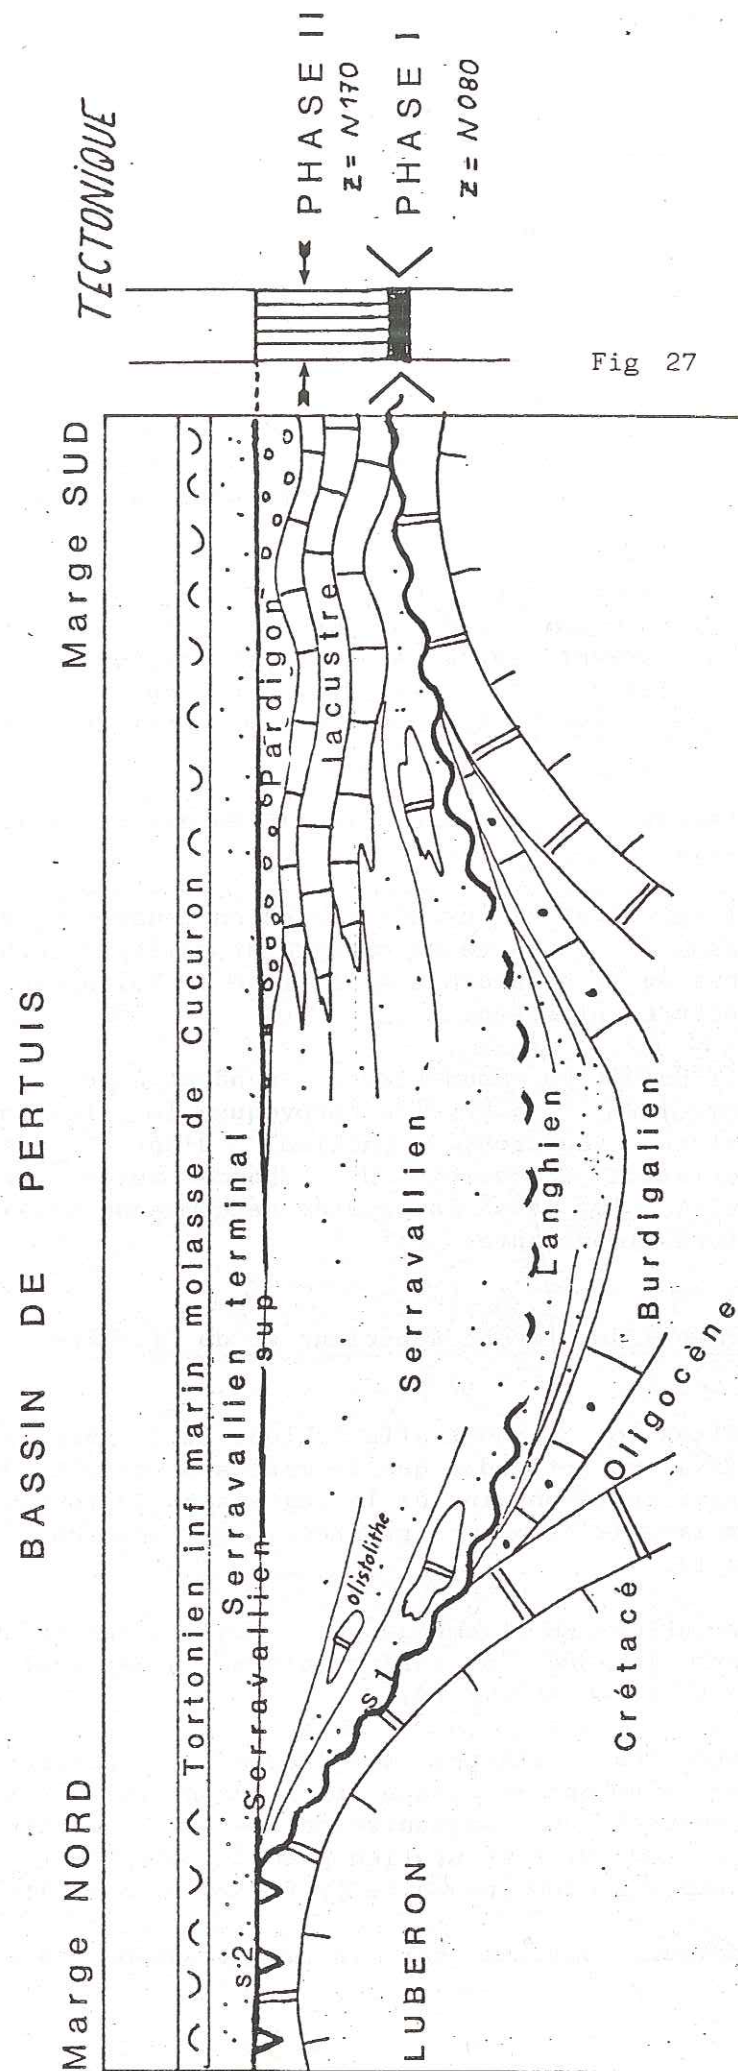 BASSIN DE PERTUIS
TECTONIQUE
Marge NORD
Marge SUD
Tortonien inf marin molasse de Cucuron
s2
Serravallien terminal
Serravallien sup
Pardigon
lacustre
PHASE II
z = N170
PHASE I
z = N080
olistolithe
s1
Serravallien
Langhien
Burdigalien
Oligocène
Crétacé
LUBERON
Fig 27